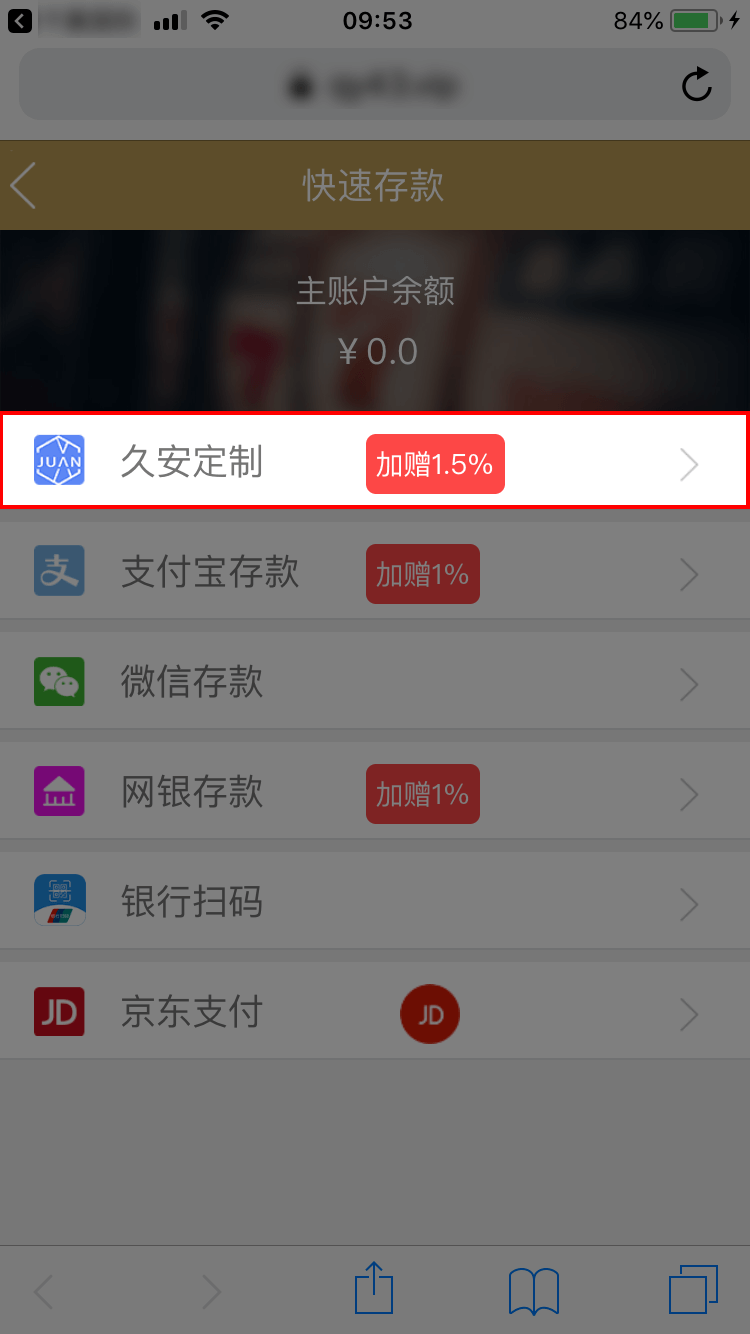 09:53 84%
快速存款
主账户余额
¥ 0.0
JUAN 久安定制 加赠1.5%
支 支付宝存款 加赠1%
微信存款
网银存款 加赠1%
银行扫码
JD 京东支付 JD